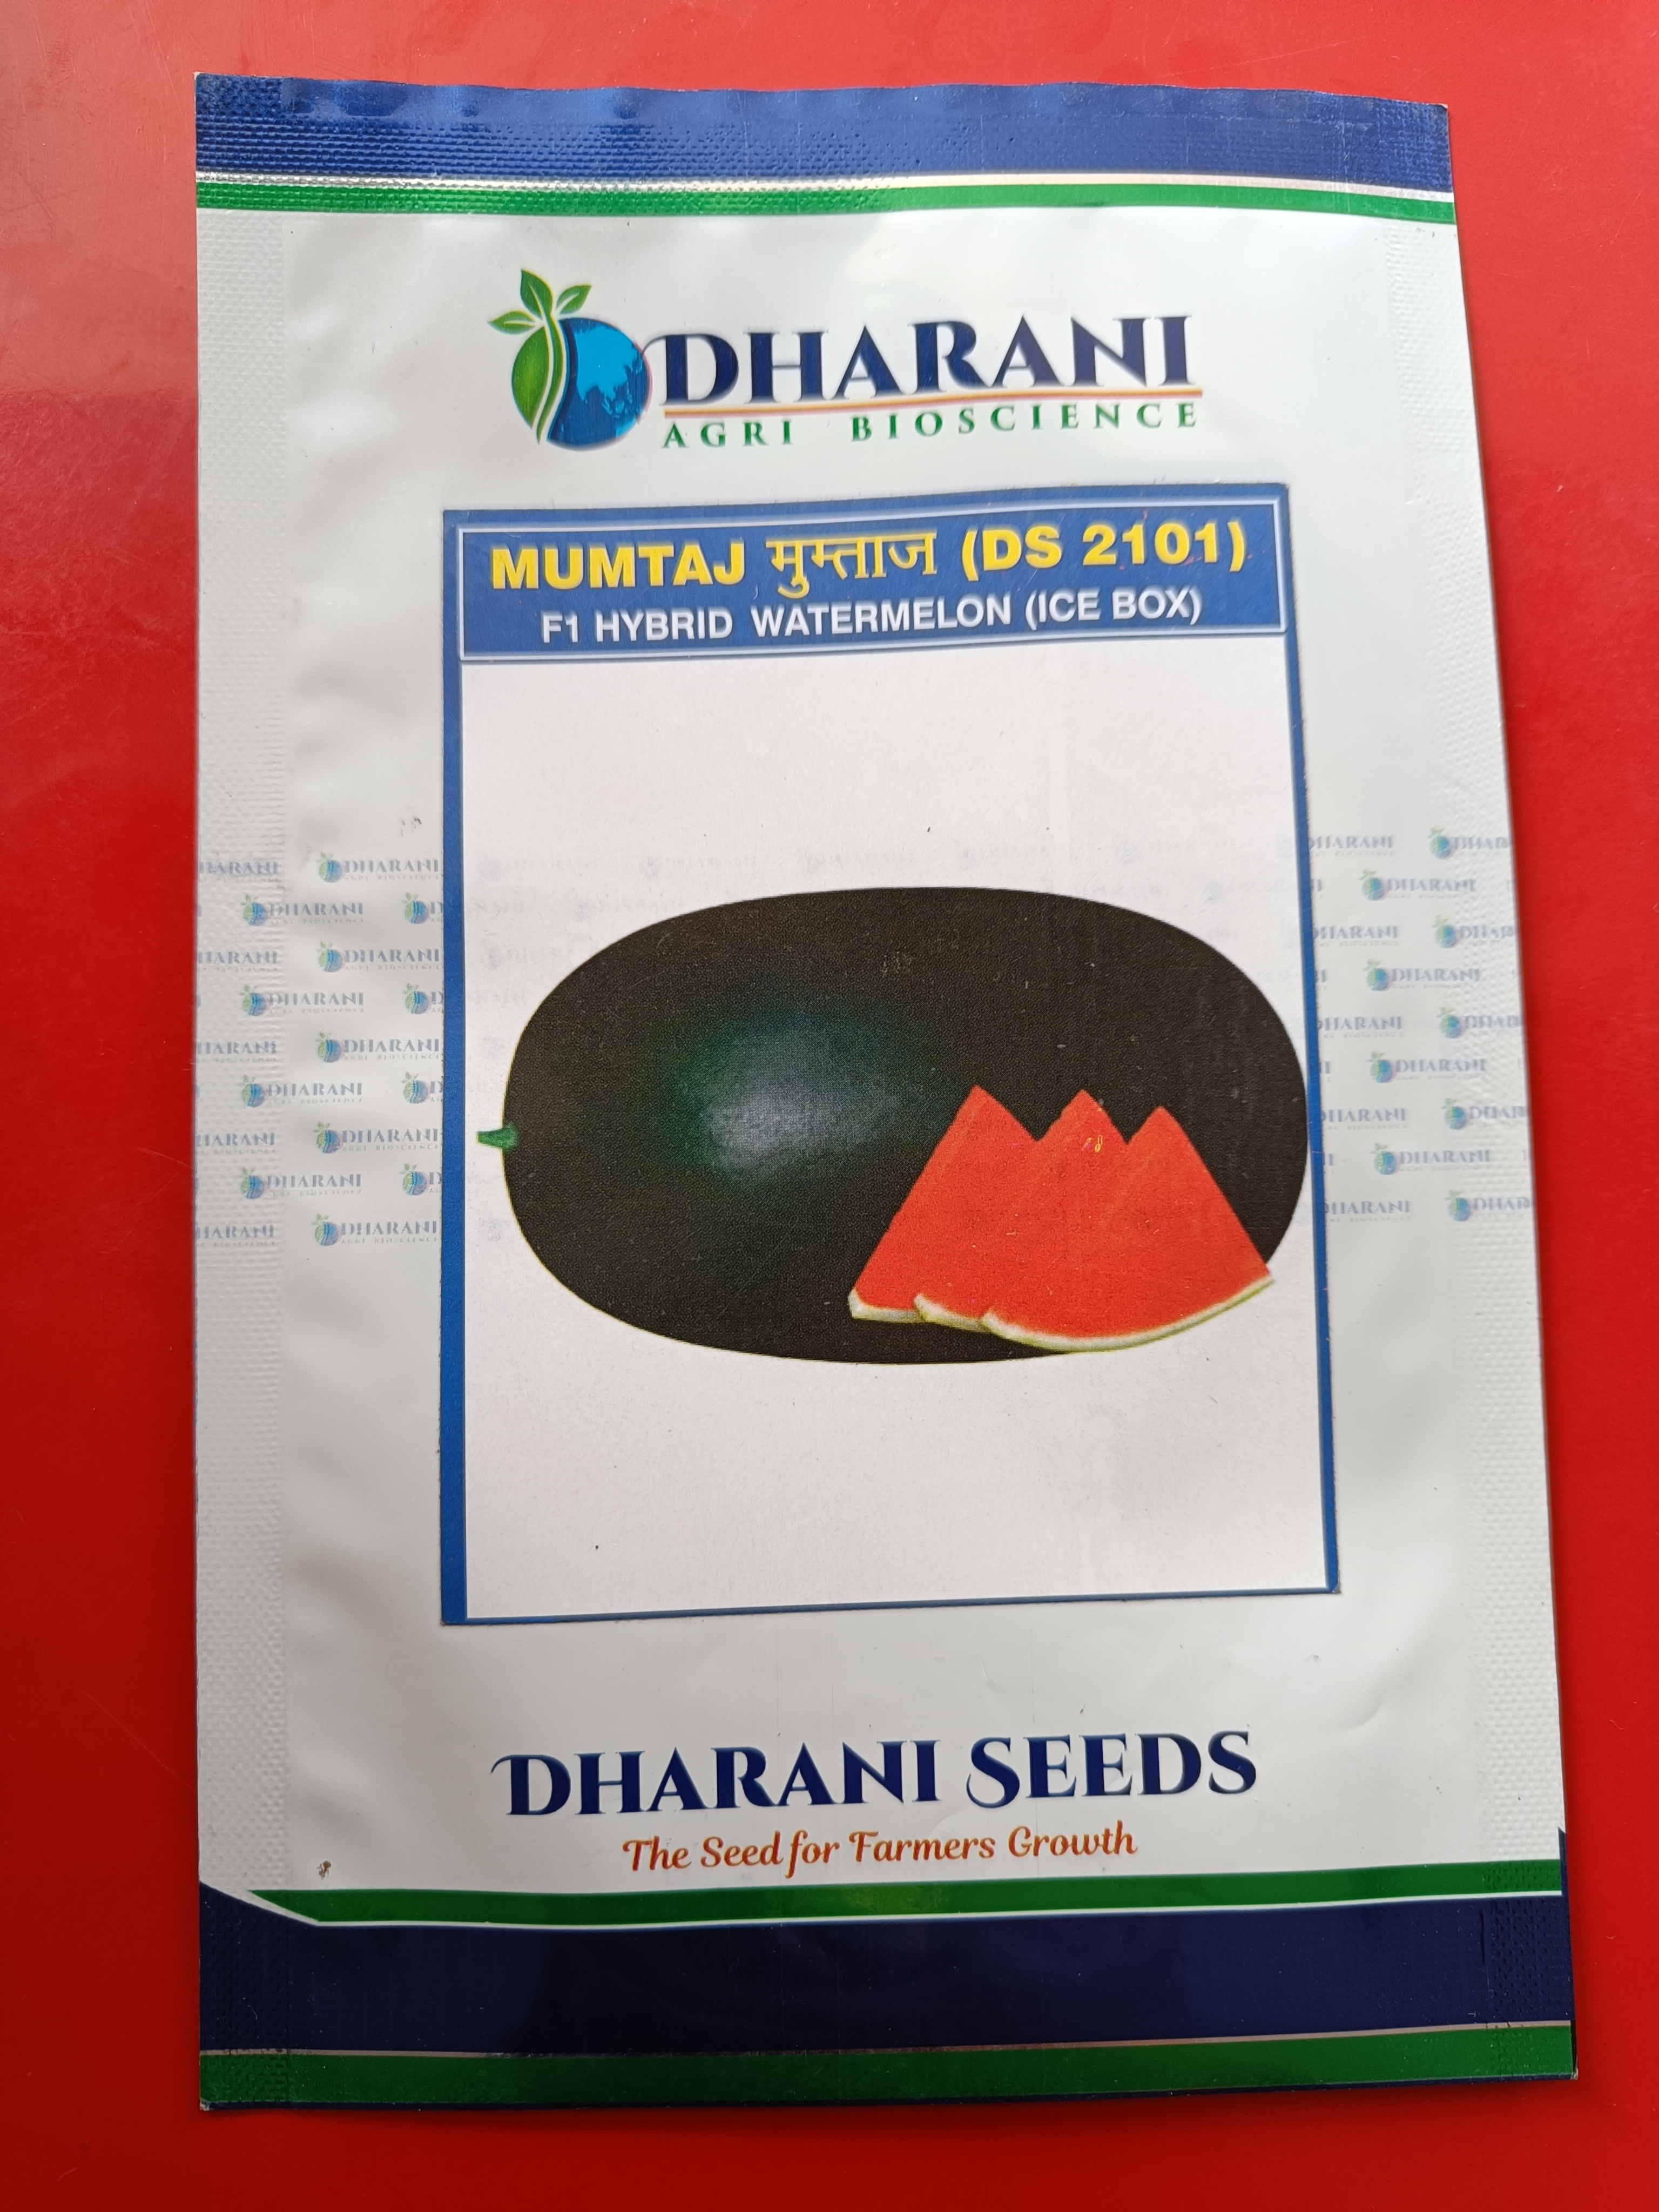 DHARANI
AGRI BIOSCIENCE
MUMTAJ मुम्ताज (DS 2101)
F1 HYBRID WATERMELON (ICE BOX)
DHARANI SEEDS
The Seed for Farmers Growth